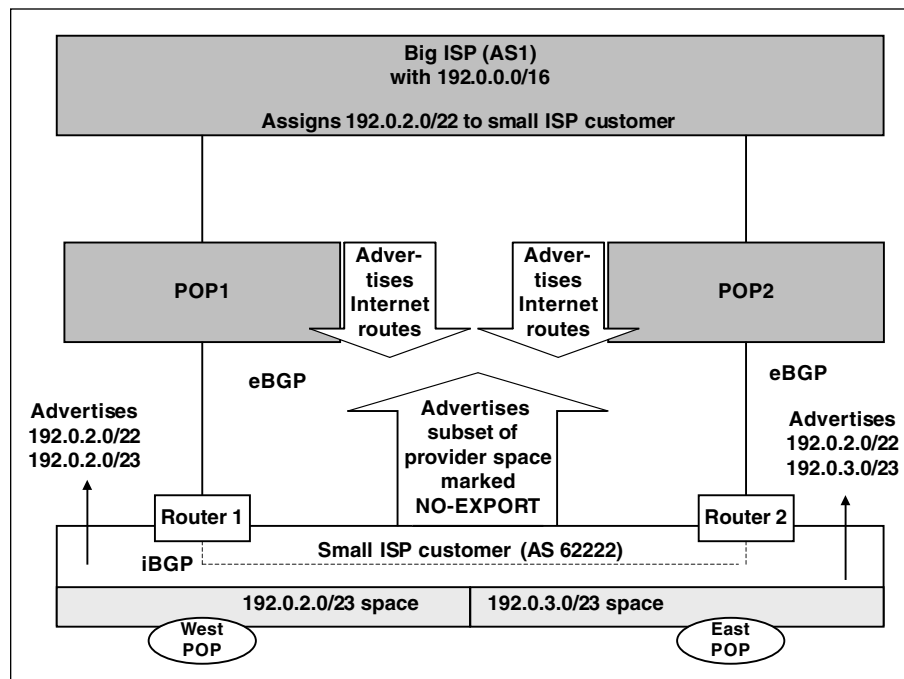 Big ISP (AS1)
with 192.0.0.0/16
Assigns 192.0.2.0/22 to small ISP customer
POP1
Adver-
tises
Internet
routes
Adver-
tises
Internet
routes
POP2
eBGP
eBGP
Advertises
192.0.2.0/22
192.0.2.0/23
Advertises
subset of
provider space
marked
NO-EXPORT
Advertises
192.0.2.0/22
192.0.3.0/23
Router 1
Router 2
Small ISP customer (AS 62222)
iBGP
192.0.2.0/23 space
192.0.3.0/23 space
West
POP
East
POP